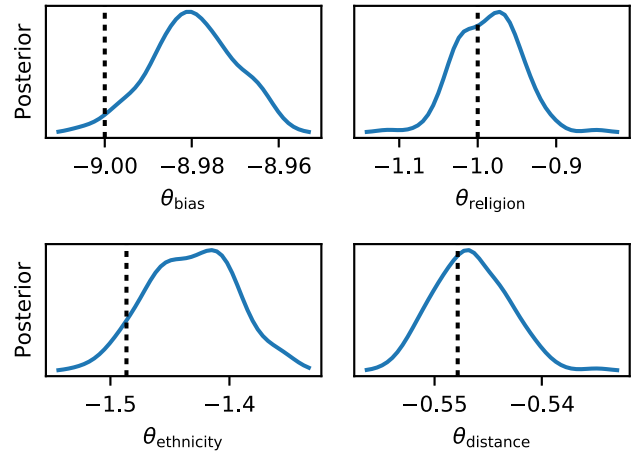 Posterior
−9.00 −8.98 −8.96
θbias
−1.1 −1.0 −0.9
θreligion
Posterior
−1.5 −1.4
θethnicity
−0.55 −0.54
θdistance